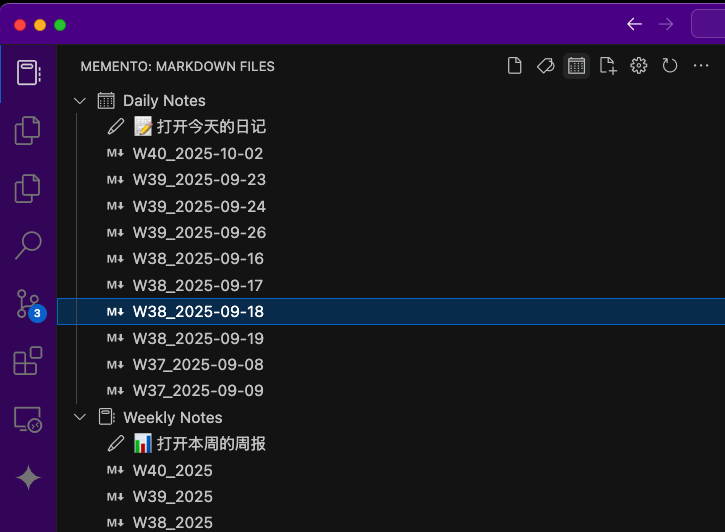 MEMENTO: MARKDOWN FILES
Daily Notes
📝 打开今天的日记
M↓ W40_2025-10-02
M↓ W39_2025-09-23
M↓ W39_2025-09-24
M↓ W39_2025-09-26
M↓ W38_2025-09-16
M↓ W38_2025-09-17
M↓ W38_2025-09-18
M↓ W38_2025-09-19
M↓ W37_2025-09-08
M↓ W37_2025-09-09
Weekly Notes
📊 打开本周的周报
M↓ W40_2025
M↓ W39_2025
M↓ W38_2025
3